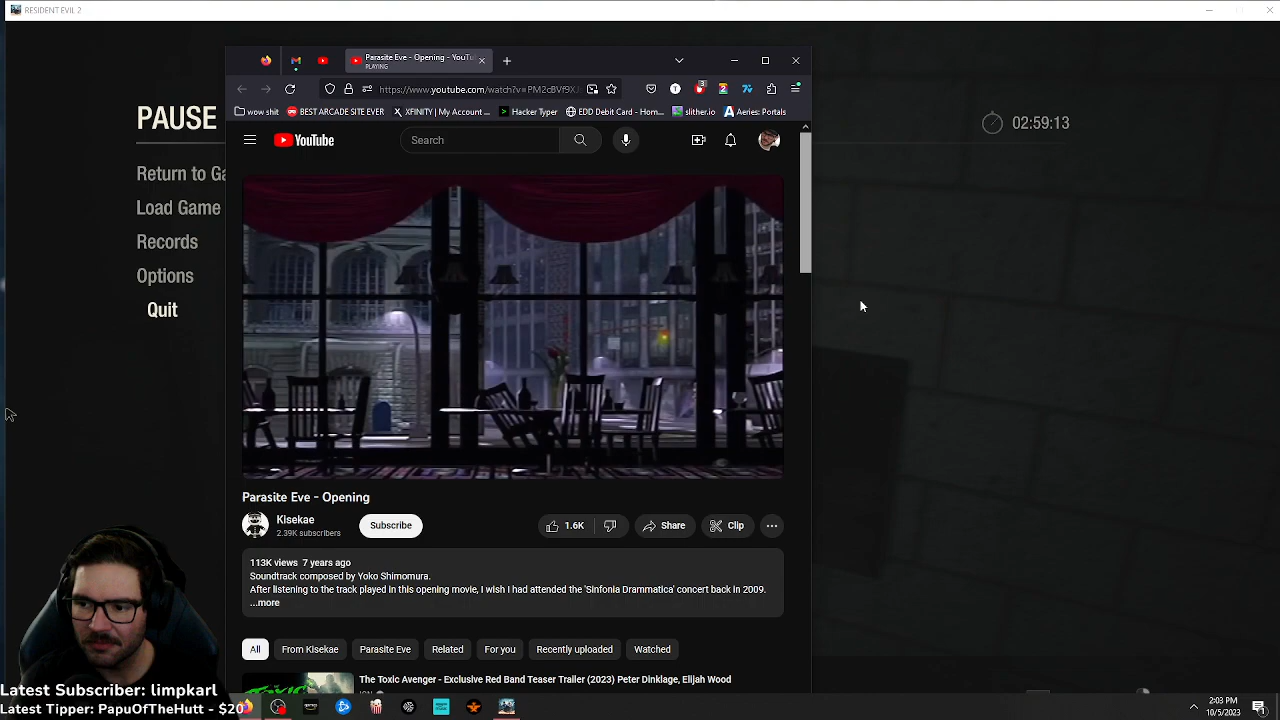 RESIDENT EVIL 2
Parasite Eve - Opening - YouTu
PLAYING
https://www.youtube.com/watch?v=PM2cBVf9XJ
wow shit
BEST ARCADE SITE EVER
XFINITY | My Account...
Hacker Typer
EDD Debit Card - Hom...
slither.io
Aeries: Portals
PAUSE
02:59:13
YouTube
Search
Return to Ga
Load Game
Records
Options
Quit
Parasite Eve - Opening
Kisekae
2.39K subscribers
Subscribe
1.6K
Share
Clip
113K views 7 years ago
Soundtrack composed by Yoko Shimomura.
After listening to the track played in this opening movie, I wish I had attended the 'Sinfonia Drammatica' concert back in 2009.
...more
All
From Kisekae
Parasite Eve
Related
For you
Recently uploaded
Watched
The Toxic Avenger - Exclusive Red Band Teaser Trailer (2023) Peter Dinklage, Elijah Wood
Latest Subscriber: limpkarl
Latest Tipper: PapuOfTheHutt - $20
2:03 PM
10/5/2023